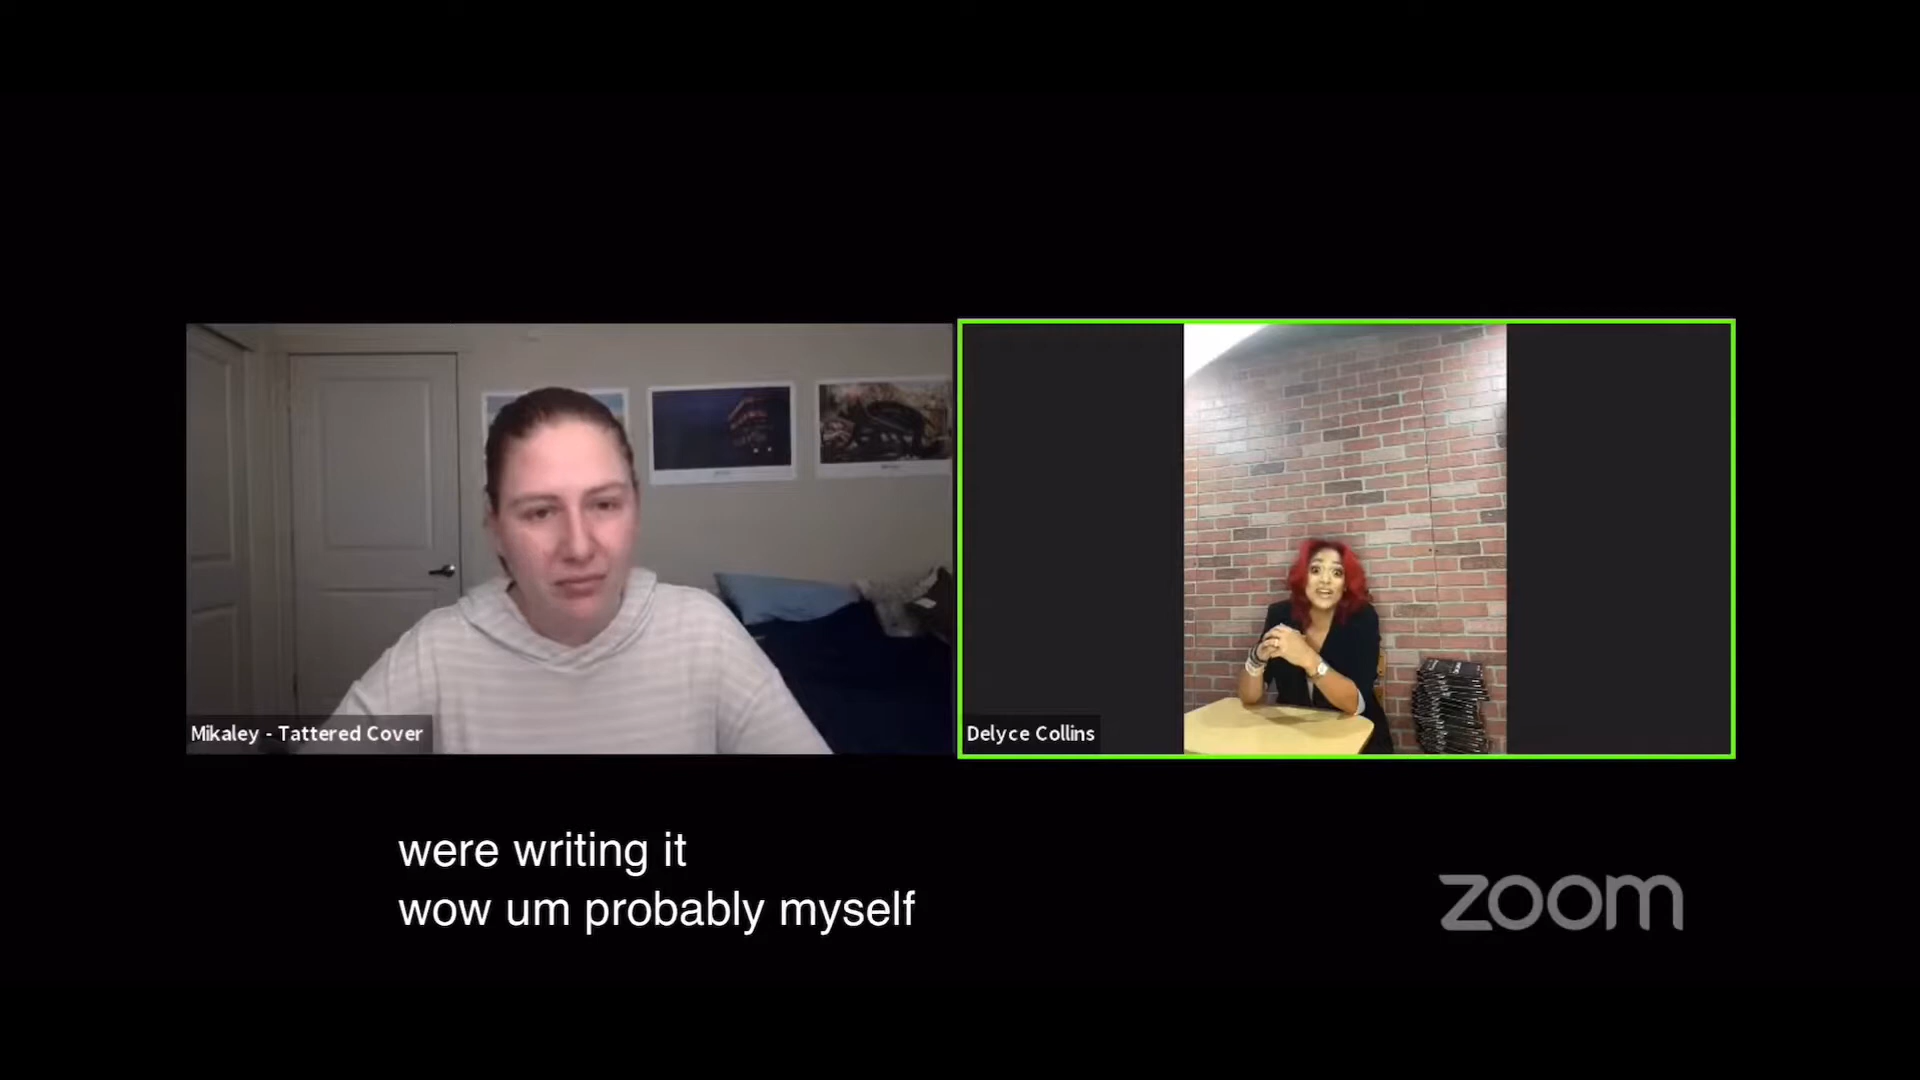 Mikaley - Tattered Cover
Delyce Collins
were writing it
wow um probably myself
zoom